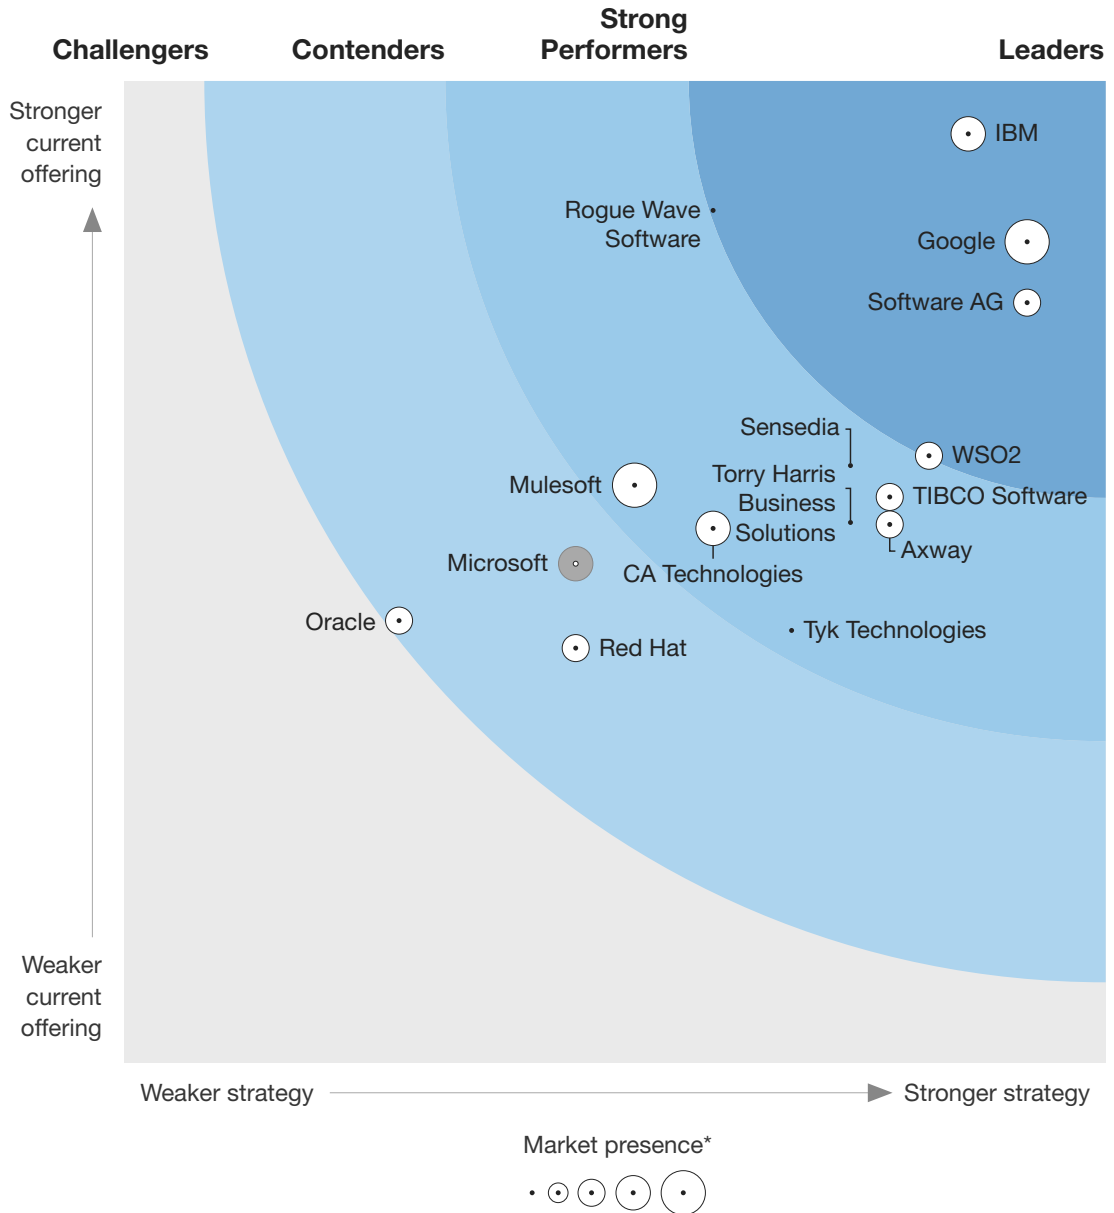 Challengers
Contenders
Strong
Performers
Leaders
Stronger
current
offering
IBM
Rogue Wave
Software
Google
Software AG
Sensedia
WSO2
Torry Harris
Business
Solutions
TIBCO Software
Mulesoft
Axway
Microsoft
CA Technologies
Oracle
Tyk Technologies
Red Hat
Weaker
current
offering
Weaker strategy
Stronger strategy
Market presence*